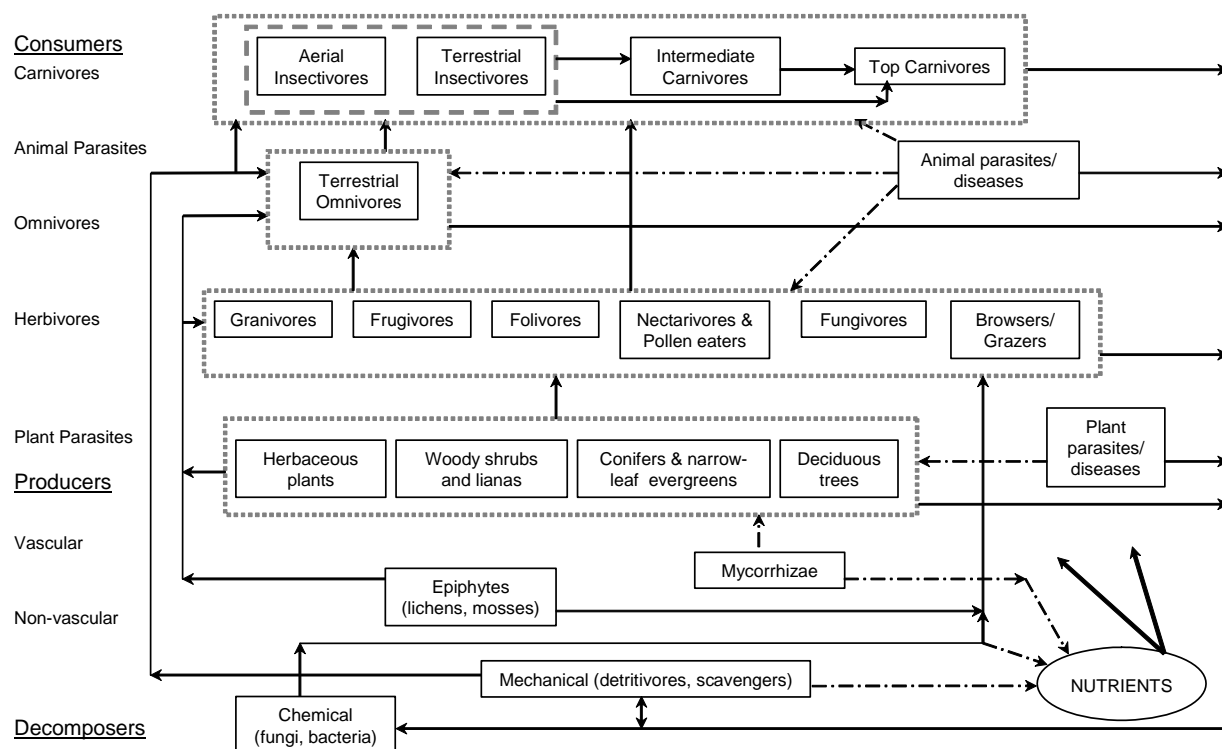 Consumers
Carnivores
Aerial
Insectivores
Terrestrial
Insectivores
Intermediate
Carnivores
Top Carnivores
Animal Parasites
Animal parasites/
diseases
Terrestrial
Omnivores
Omnivores
Herbivores
Granivores
Frugivores
Folivores
Nectarivores &
Pollen eaters
Fungivores
Browsers/
Grazers
Plant Parasites
Plant
parasites/
diseases
Herbaceous
plants
Woody shrubs
and lianas
Conifers & narrow-
leaf evergreens
Deciduous
trees
Producers
Vascular
Mycorrhizae
Epiphytes
(lichens, mosses)
Non-vascular
Mechanical (detritivores, scavengers)
NUTRIENTS
Decomposers
Chemical
(fungi, bacteria)